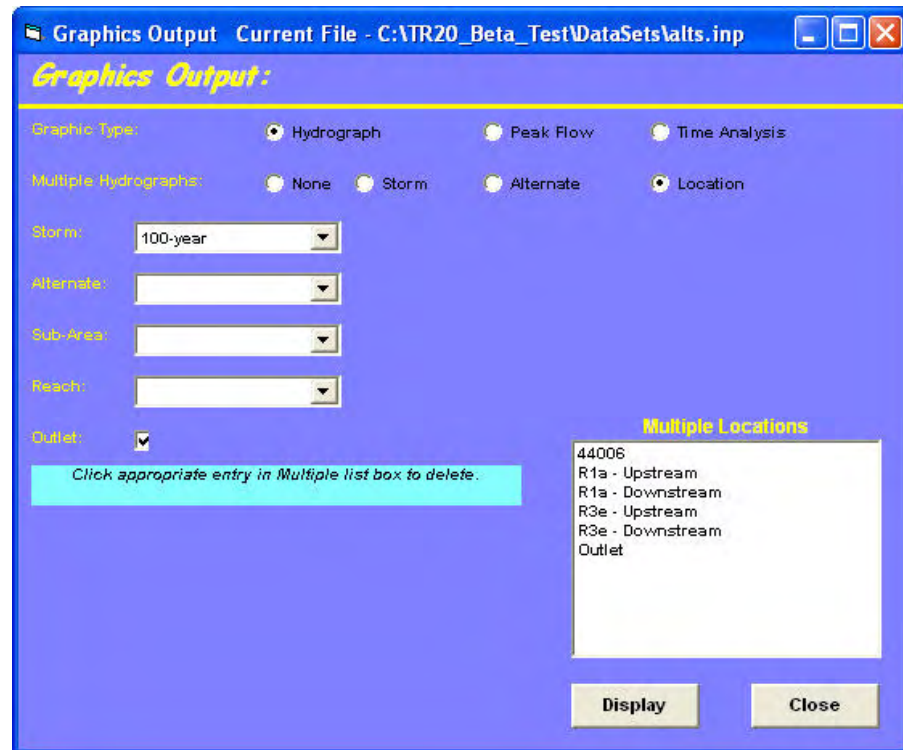 Graphics Output Current File - C:\TR20_Beta_Test\DataSets\alts.inp
Graphics Output:
Graphic Type: Hydrograph Peak Flow Time Analysis
Multiple Hydrographs: None Storm Alternate Location
Storm: 100-year
Alternate:
Sub-Area:
Reach:
Outlet:
Click appropriate entry in Multiple list box to delete.
Multiple Locations
44006
R1a - Upstream
R1a - Downstream
R3e - Upstream
R3e - Downstream
Outlet
Display Close